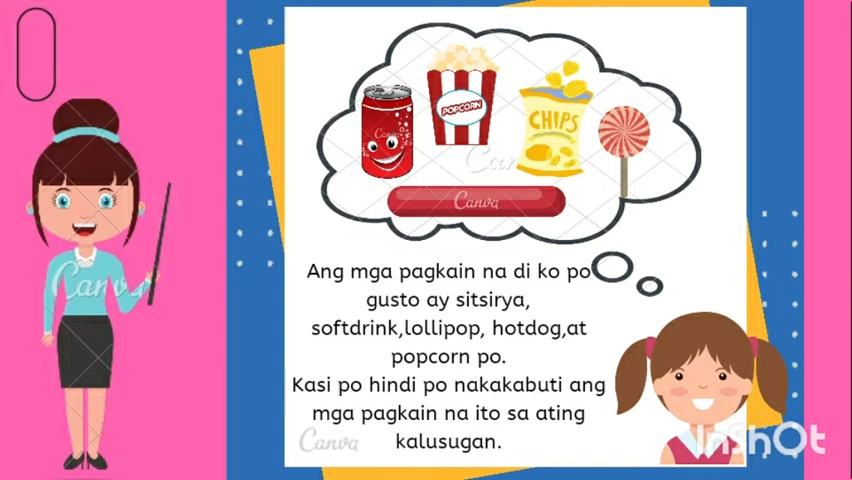 POPCORN
CHIPS
Canva
Canva
Ang mga pagkain na di ko po
gusto ay sitsirya,
softdrink,lollipop, hotdog,at
popcorn po.
Kasi po hindi po nakakabuti ang
mga pagkain na ito sa ating
kalusugan.
Canva
Canva
InShOt